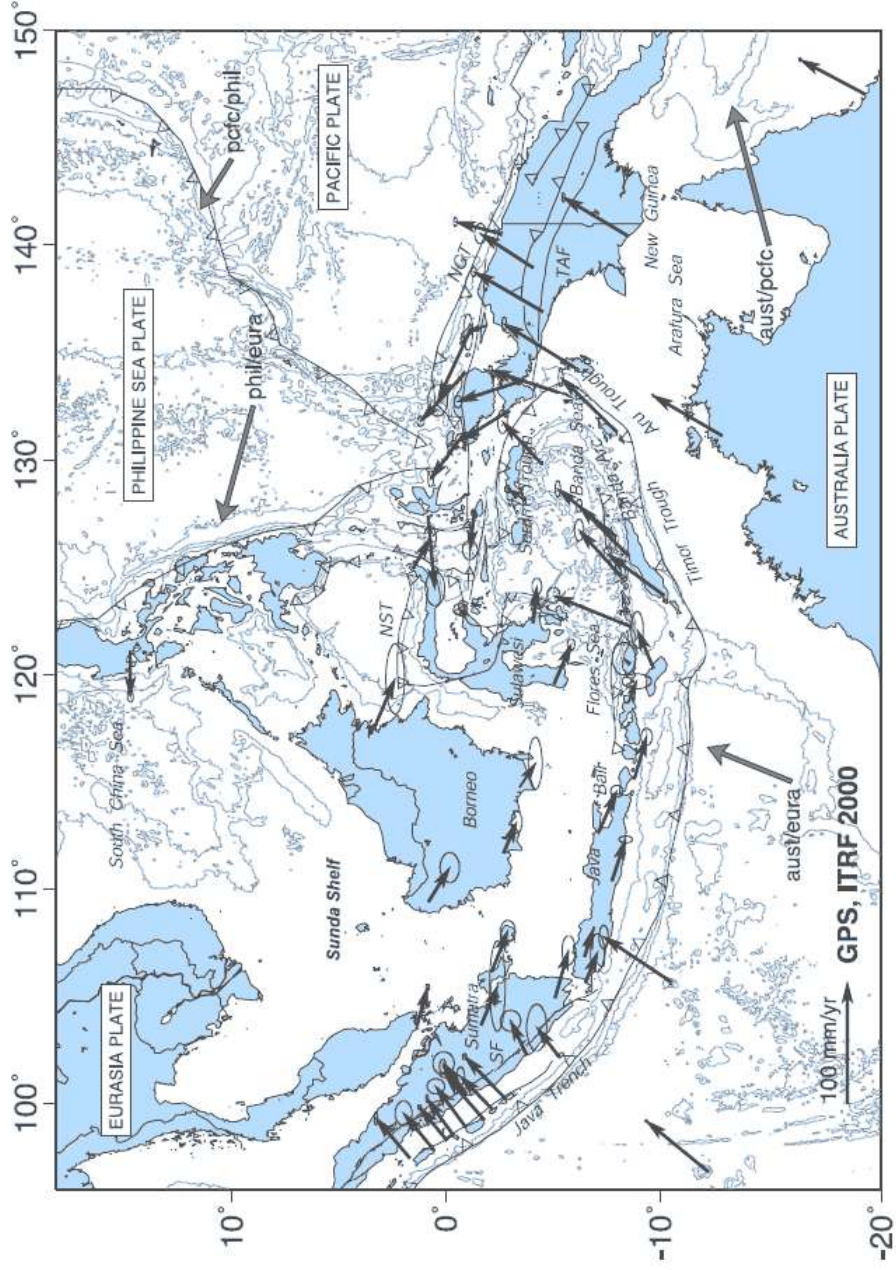 100°
110°
120°
130°
140°
150°
10°
0°
-10°
-20°
EURASIA PLATE
PHILIPPINE SEA PLATE
PACIFIC PLATE
AUSTRALIA PLATE
South China Sea
Sunda Shelf
phil/eura
pcfc/phil
NST
NGT
Borneo
Sumatra
SF
Java Trench
Java
Bali
Flores Sea
Sulawesi
Banda Sea
Timor Trough
Aru Trough
TAF
New Guinea
Arafura Sea
aust/eura
aust/pcfc
100 mm/yr
GPS, ITRF 2000